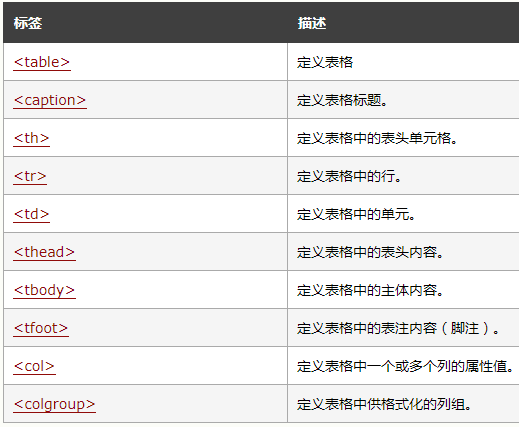 标签 描述
<table> 定义表格
<caption> 定义表格标题。
<th> 定义表格中的表头单元格。
<tr> 定义表格中的行。
<td> 定义表格中的单元。
<thead> 定义表格中的表头内容。
<tbody> 定义表格中的主体内容。
<tfoot> 定义表格中的表注内容（脚注）。
<col> 定义表格中一个或多个列的属性值。
<colgroup> 定义表格中供格式化的列组。